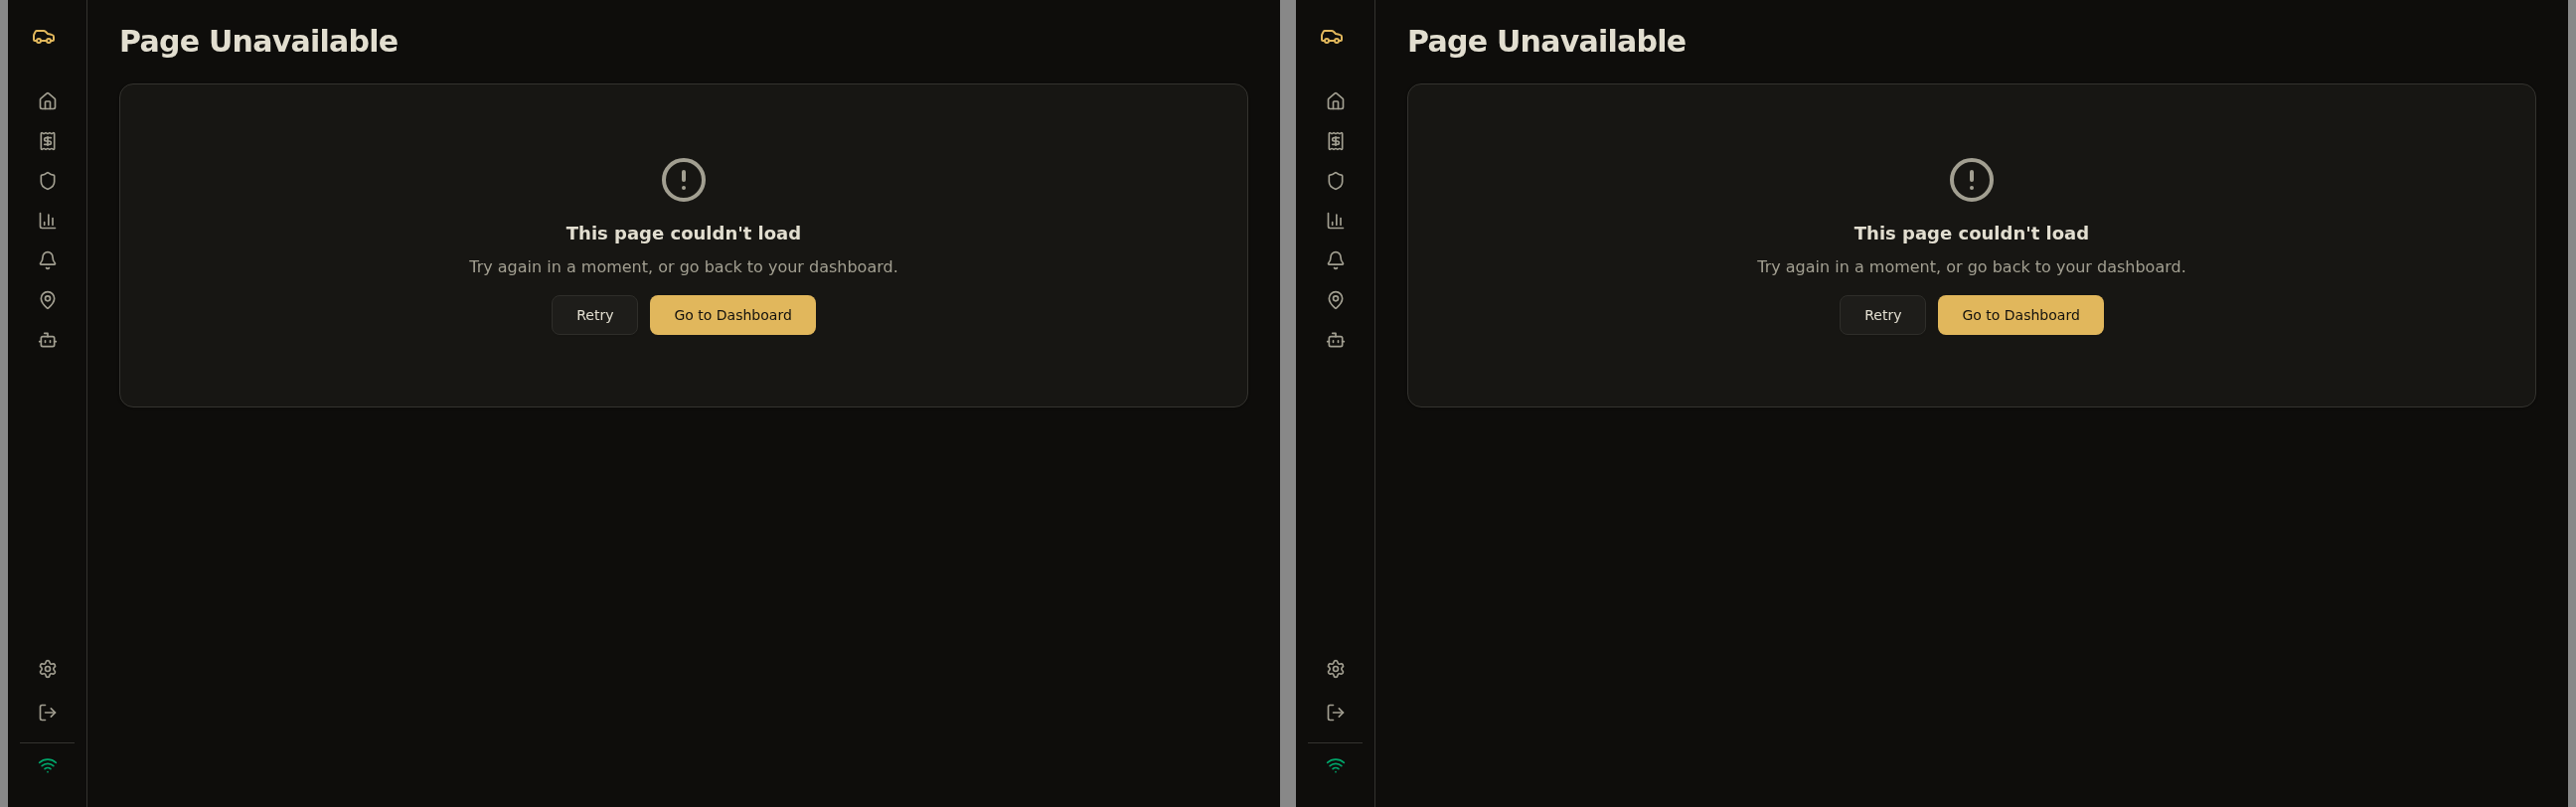 Page Unavailable
This page couldn't load
Try again in a moment, or go back to your dashboard.
Retry
Go to Dashboard
Page Unavailable
This page couldn't load
Try again in a moment, or go back to your dashboard.
Retry
Go to Dashboard